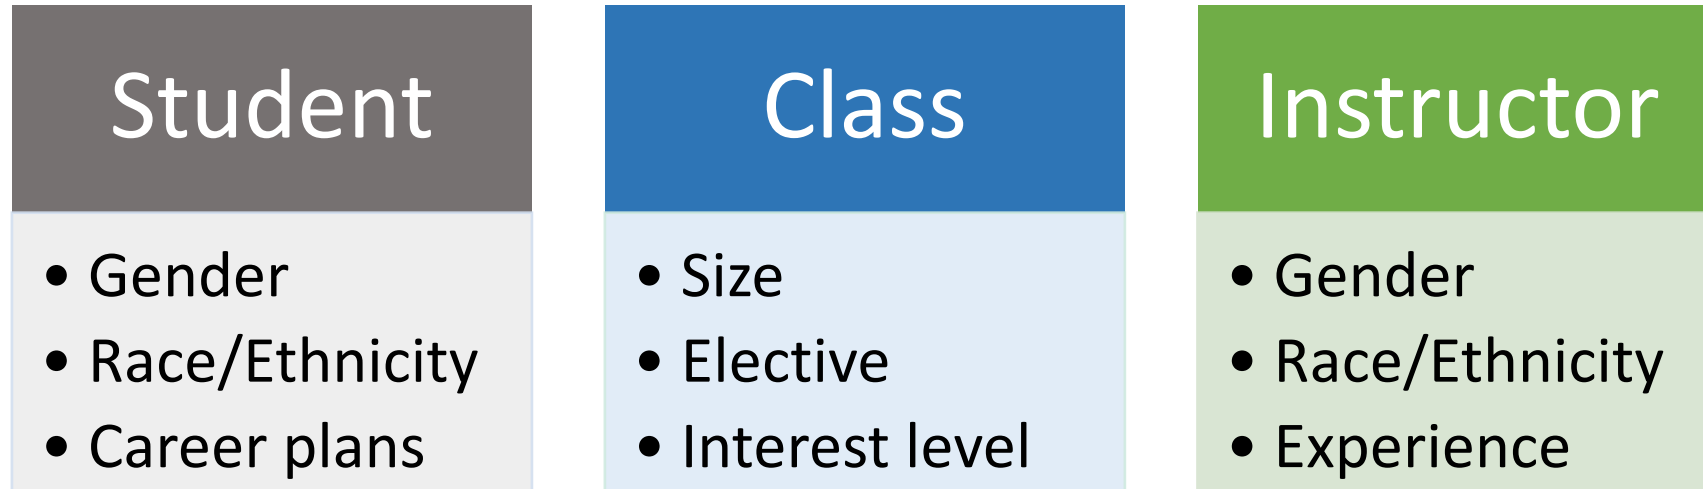 Student
• Gender
• Race/Ethnicity
• Career plans
Class
• Size
• Elective
• Interest level
Instructor
• Gender
• Race/Ethnicity
• Experience